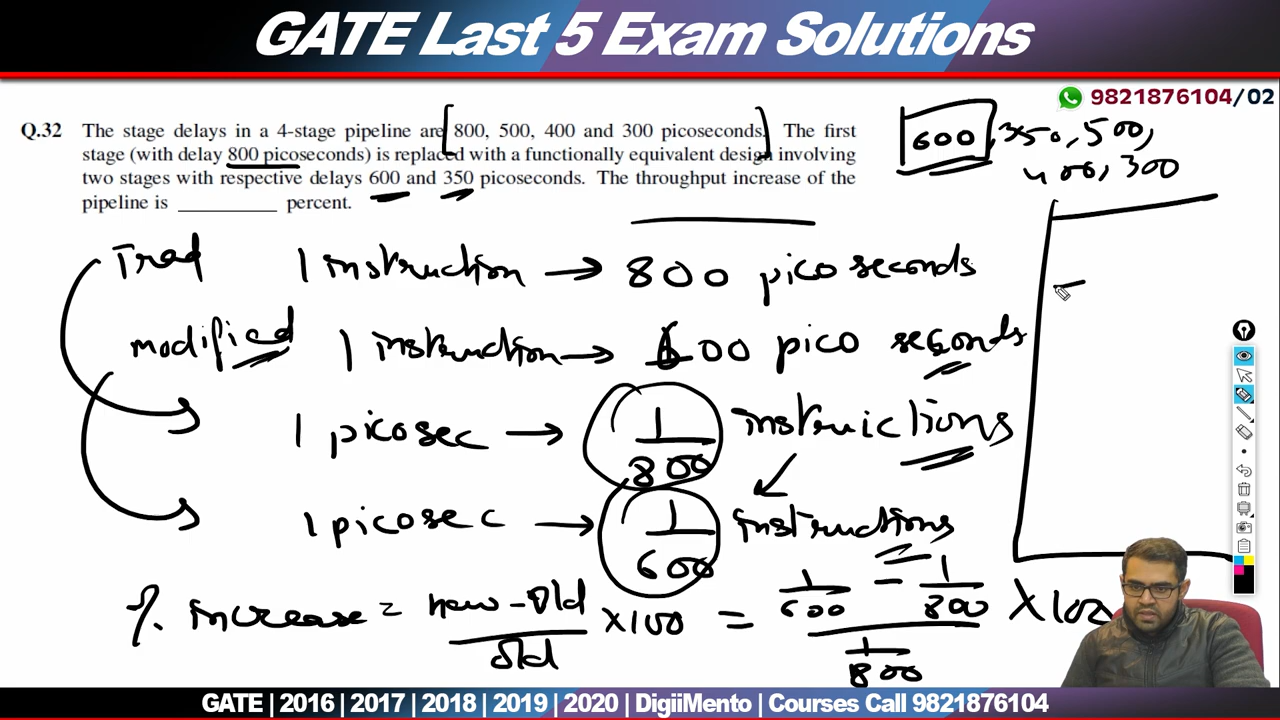 GATE Last 5 Exam Solutions
9821876104/02
Q.32 The stage delays in a 4-stage pipeline are 800, 500, 400 and 300 picoseconds. The first
stage (with delay 800 picoseconds) is replaced with a functionally equivalent design involving
two stages with respective delays 600 and 350 picoseconds. The throughput increase of the
pipeline is __________ percent.
600, 350, 500,
400, 300
Trad 1 instruction → 800 pico seconds
modified 1 instruction → 600 pico seconds
1 picosec → 1/800 instructions
1 picosec → 1/600 instructions
% increase = new - Old / Old × 100 = 1/600 - 1/800 / 1/800 × 100
GATE | 2016 | 2017 | 2018 | 2019 | 2020 | DigiiMento | Courses Call 9821876104